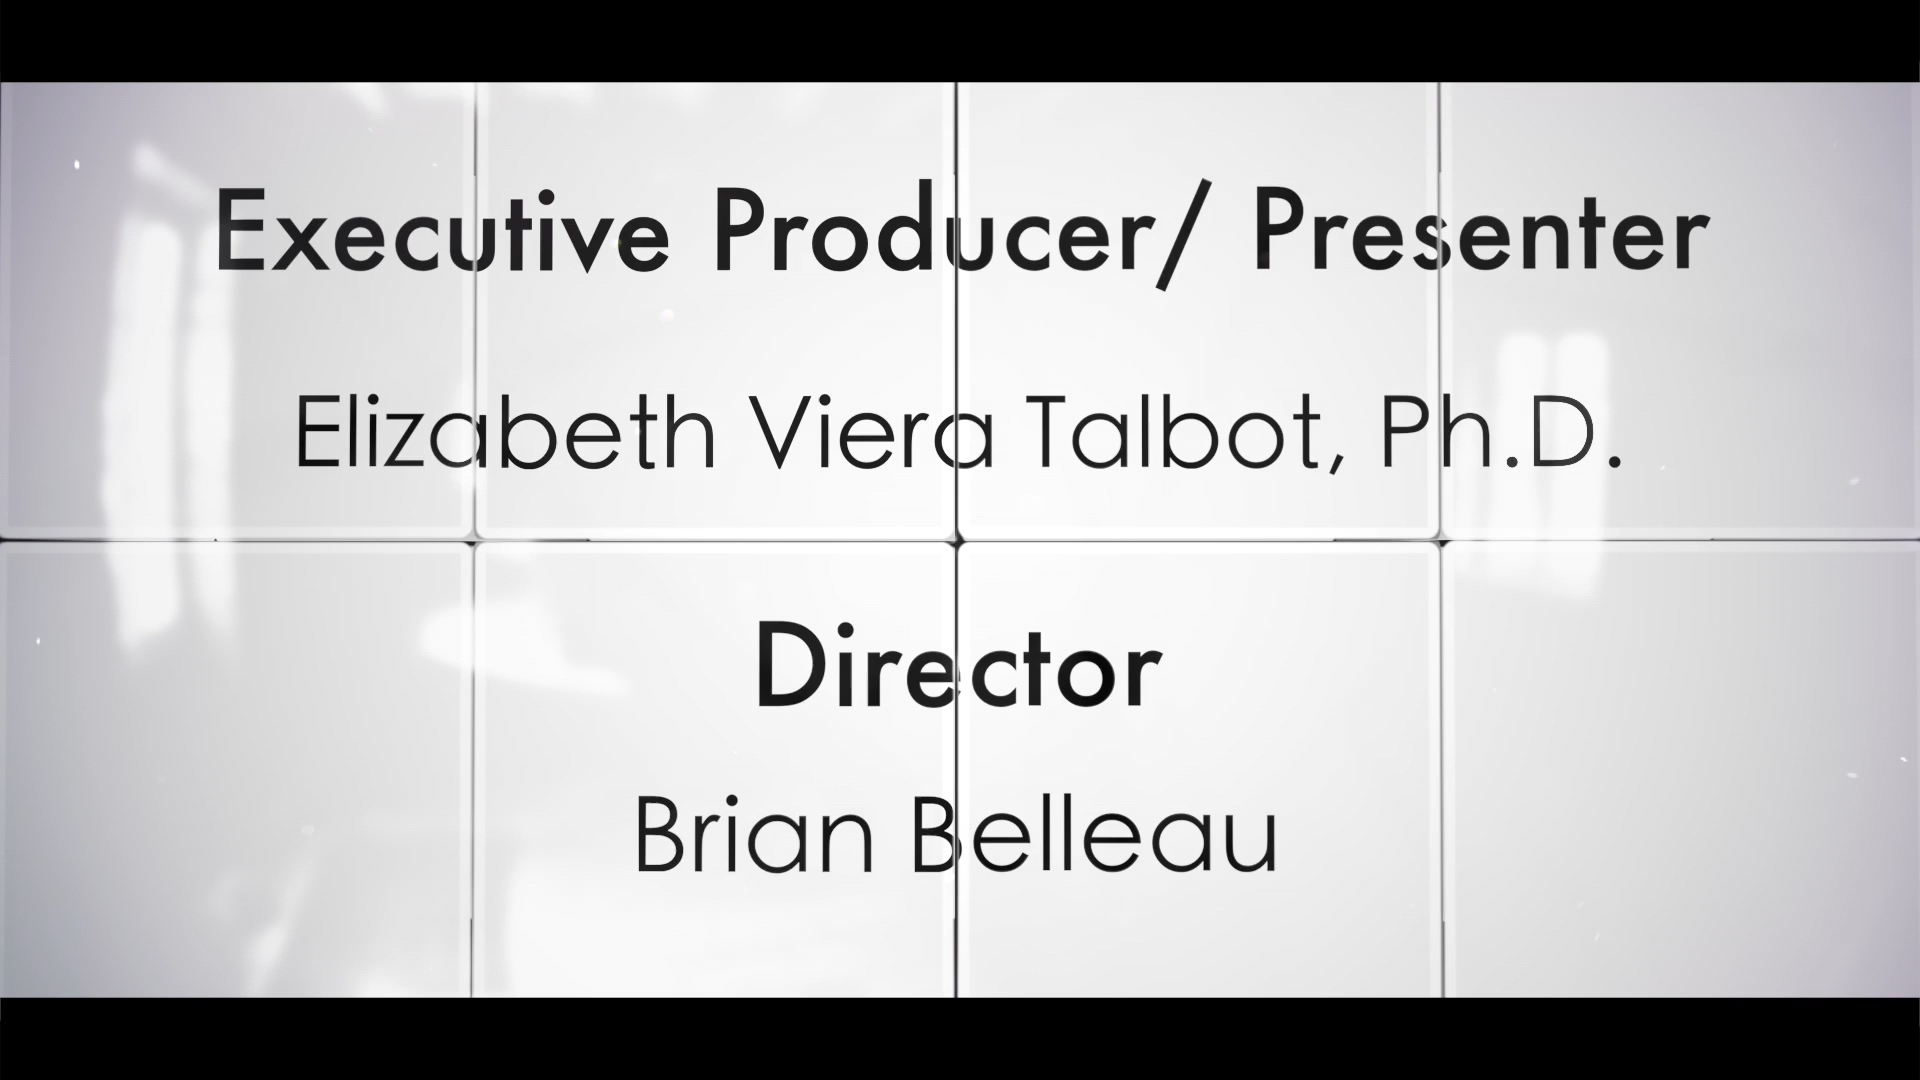 Executive Producer/ Presenter
Elizabeth Viera Talbot, Ph.D.
Director
Brian Belleau